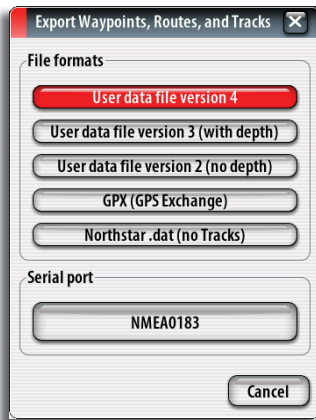 Export Waypoints, Routes, and Tracks
File formats
User data file version 4
User data file version 3 (with depth)
User data file version 2 (no depth)
GPX (GPS Exchange)
Northstar .dat (no Tracks)
Serial port
NMEA0183
Cancel